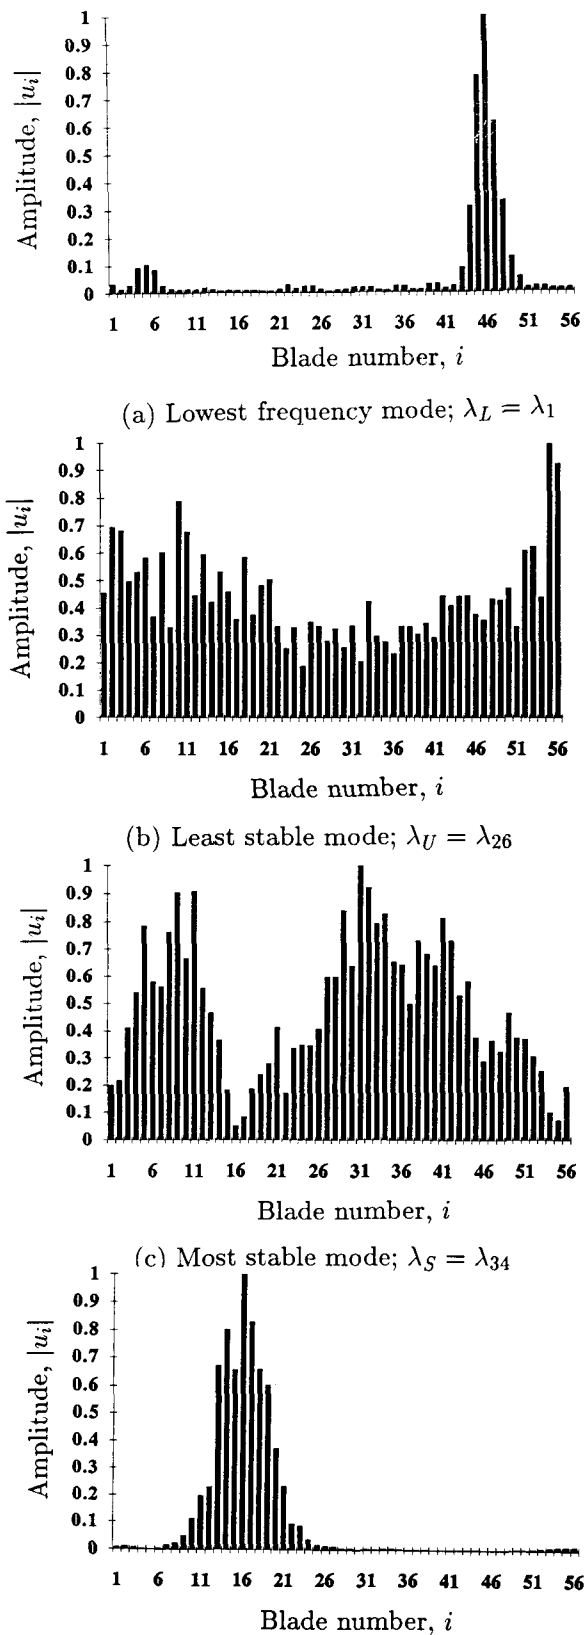 Amplitude, |u_i|
1
0.9
0.8
0.7
0.6
0.5
0.4
0.3
0.2
0.1
0
1 6 11 16 21 26 31 36 41 46 51 56
Blade number, i
(a) Lowest frequency mode; λ_L = λ_1
Amplitude, |u_i|
1
0.9
0.8
0.7
0.6
0.5
0.4
0.3
0.2
0.1
0
1 6 11 16 21 26 31 36 41 46 51 56
Blade number, i
(b) Least stable mode; λ_U = λ_26
Amplitude, |u_i|
1
0.9
0.8
0.7
0.6
0.5
0.4
0.3
0.2
0.1
0
1 6 11 16 21 26 31 36 41 46 51 56
Blade number, i
(c) Most stable mode; λ_S = λ_34
Amplitude, |u_i|
1
0.9
0.8
0.7
0.6
0.5
0.4
0.3
0.2
0.1
0
1 6 11 16 21 26 31 36 41 46 51 56
Blade number, i